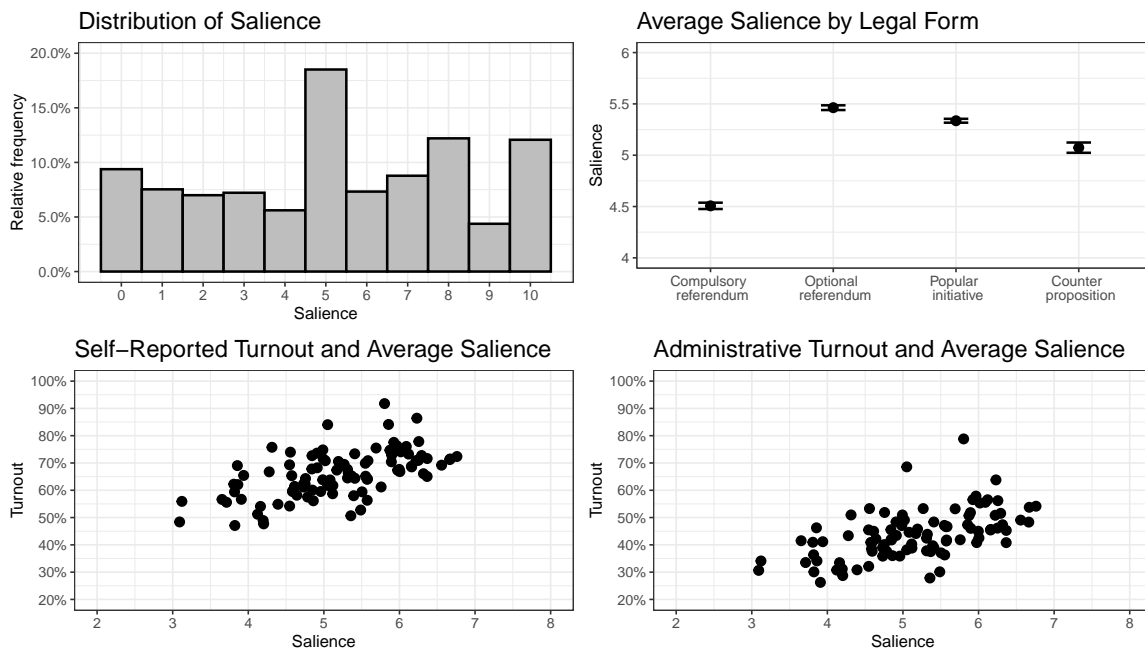 Distribution of Salience
20.0%
15.0%
10.0%
5.0%
0.0%
Relative frequency
0 1 2 3 4 5 6 7 8 9 10
Salience
Average Salience by Legal Form
6
5.5
5
4.5
4
Salience
Compulsory referendum
Optional referendum
Popular initiative
Counter proposition
Self−Reported Turnout and Average Salience
100%
90%
80%
70%
60%
50%
40%
30%
20%
Turnout
2 3 4 5 6 7 8
Salience
Administrative Turnout and Average Salience
100%
90%
80%
70%
60%
50%
40%
30%
20%
Turnout
2 3 4 5 6 7 8
Salience